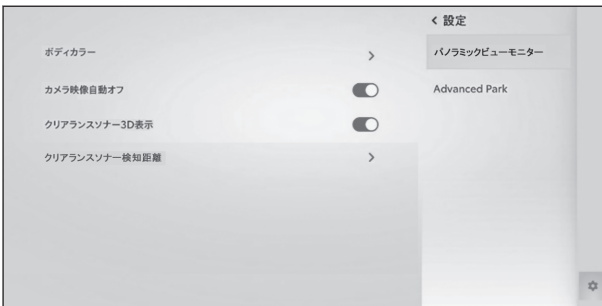 ボディカラー
カメラ映像自動オフ
クリアランスソナー3D表示
クリアランスソナー検知距離
設定
パノラミックビューモニター
Advanced Park